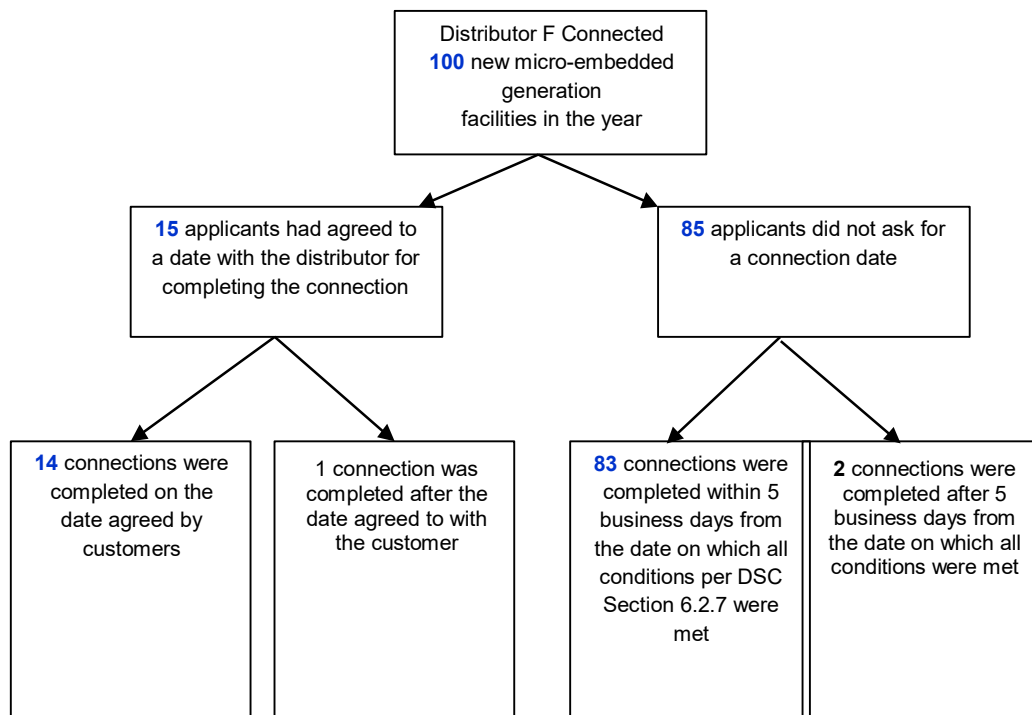 Distributor F Connected
100 new micro-embedded
generation
facilities in the year
15 applicants had agreed to
a date with the distributor for
completing the connection
85 applicants did not ask for
a connection date
14 connections were
completed on the
date agreed by
customers
1 connection was
completed after the
date agreed to with
the customer
83 connections were
completed within 5
business days from
the date on which all
conditions per DSC
Section 6.2.7 were
met
2 connections were
completed after 5
business days from
the date on which all
conditions were met